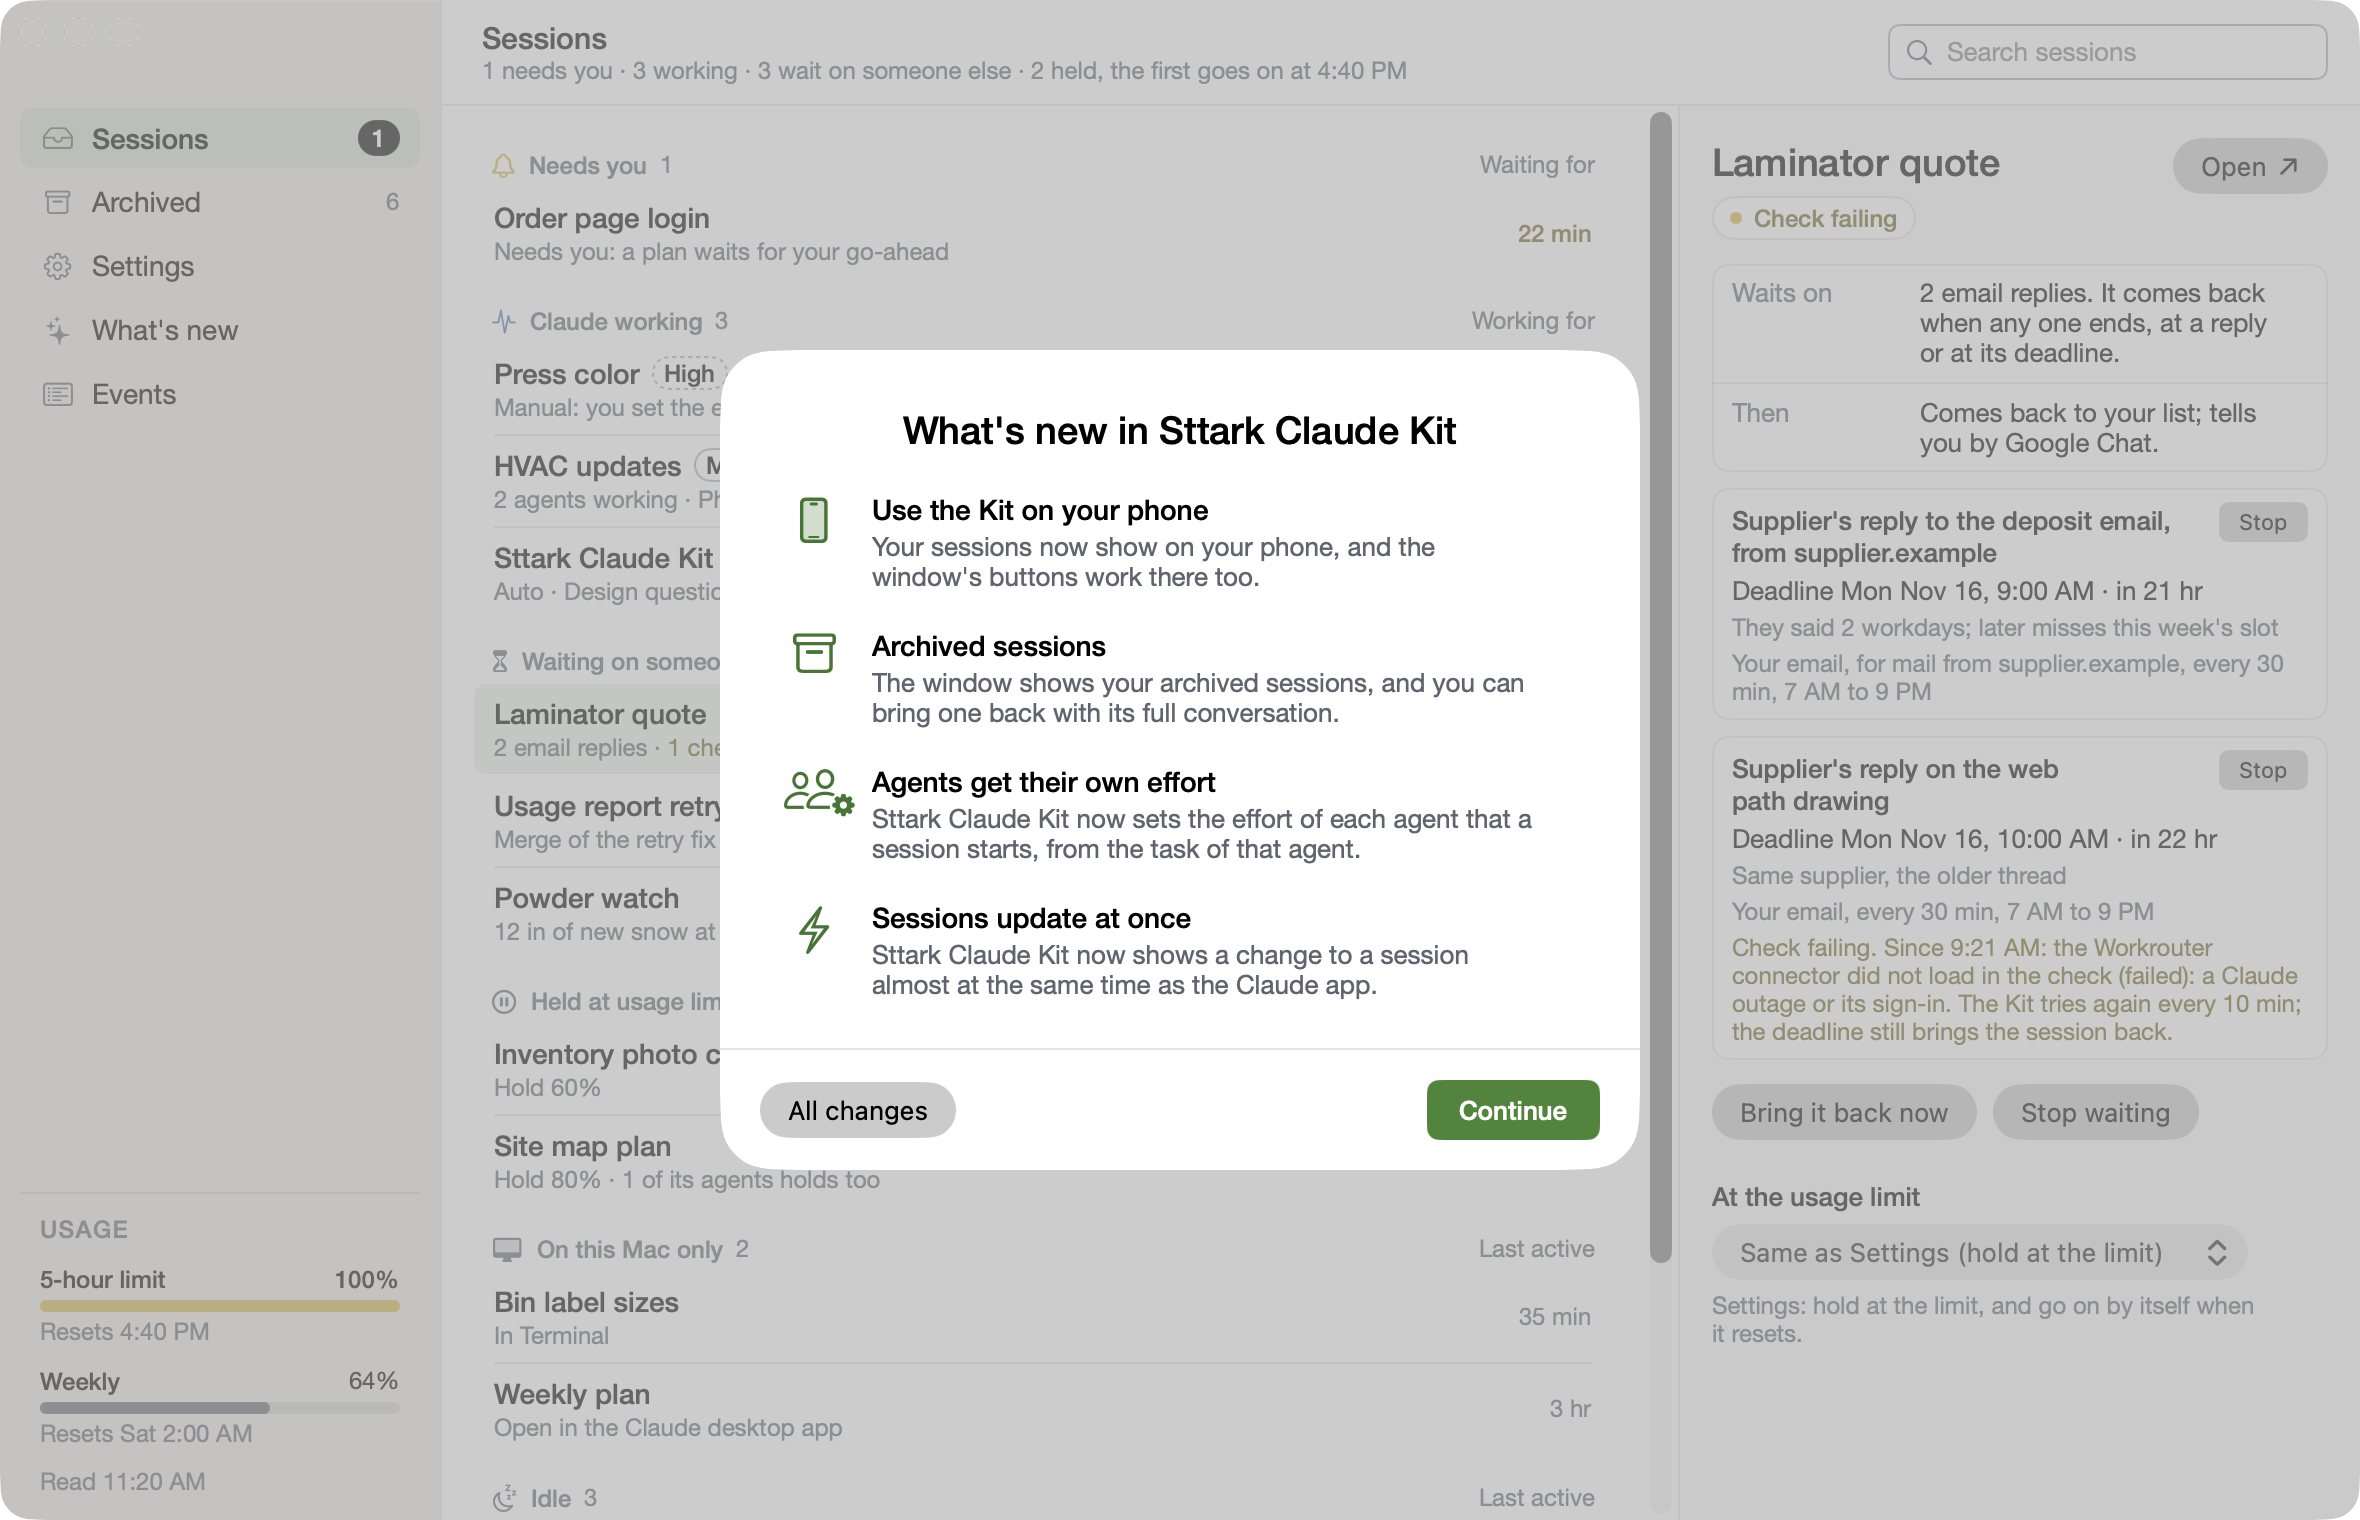 Sessions
1 needs you · 3 working · 3 wait on someone else · 2 held, the first goes on at 4:40 PM
Search sessions
Sessions
1
Archived
6
Settings
What's new
Events
USAGE
5-hour limit
100%
Resets 4:40 PM
Weekly
64%
Resets Sat 2:00 AM
Read 11:20 AM
Needs you 1
Waiting for
Order page login
Needs you: a plan waits for your go-ahead
22 min
Claude working 3
Working for
Press color
High
Manual: you set the
HVAC updates
2 agents working ·
Sttark Claude Kit
Auto · Design
Waiting on
Laminator quote
2 email replies · 1
Usage report
Merge of the retry fix
Powder watch
12 in of new snow at
Held at usage
Inventory photo
Hold 60%
Site map plan
Hold 80% · 1 of its agents holds too
On this Mac only 2
Last active
Bin label sizes
In Terminal
35 min
Weekly plan
Open in the Claude desktop app
3 hr
Idle 3
Last active
What's new in Sttark Claude Kit
Use the Kit on your phone
Your sessions now show on your phone, and the
window's buttons work there too.
Archived sessions
The window shows your archived sessions, and you can
bring one back with its full conversation.
Agents get their own effort
Sttark Claude Kit now sets the effort of each agent that a
session starts, from the task of that agent.
Sessions update at once
Sttark Claude Kit now shows a change to a session
almost at the same time as the Claude app.
All changes
Continue
Laminator quote
Open
Check failing
Waits on
2 email replies. It comes back
when any one ends, at a reply
or at its deadline.
Then
Comes back to your list; tells
you by Google Chat.
Supplier's reply to the deposit email,
from supplier.example
Stop
Deadline Mon Nov 16, 9:00 AM · in 21 hr
They said 2 workdays; later misses this week's slot
Your email, for mail from supplier.example, every 30
min, 7 AM to 9 PM
Supplier's reply on the web
path drawing
Stop
Deadline Mon Nov 16, 10:00 AM · in 22 hr
Same supplier, the older thread
Your email, every 30 min, 7 AM to 9 PM
Check failing. Since 9:21 AM: the Workrouter
connector did not load in the check (failed): a Claude
outage or its sign-in. The Kit tries again every 10 min;
the deadline still brings the session back.
Bring it back now
Stop waiting
At the usage limit
Same as Settings (hold at the limit)
Settings: hold at the limit, and go on by itself when
it resets.